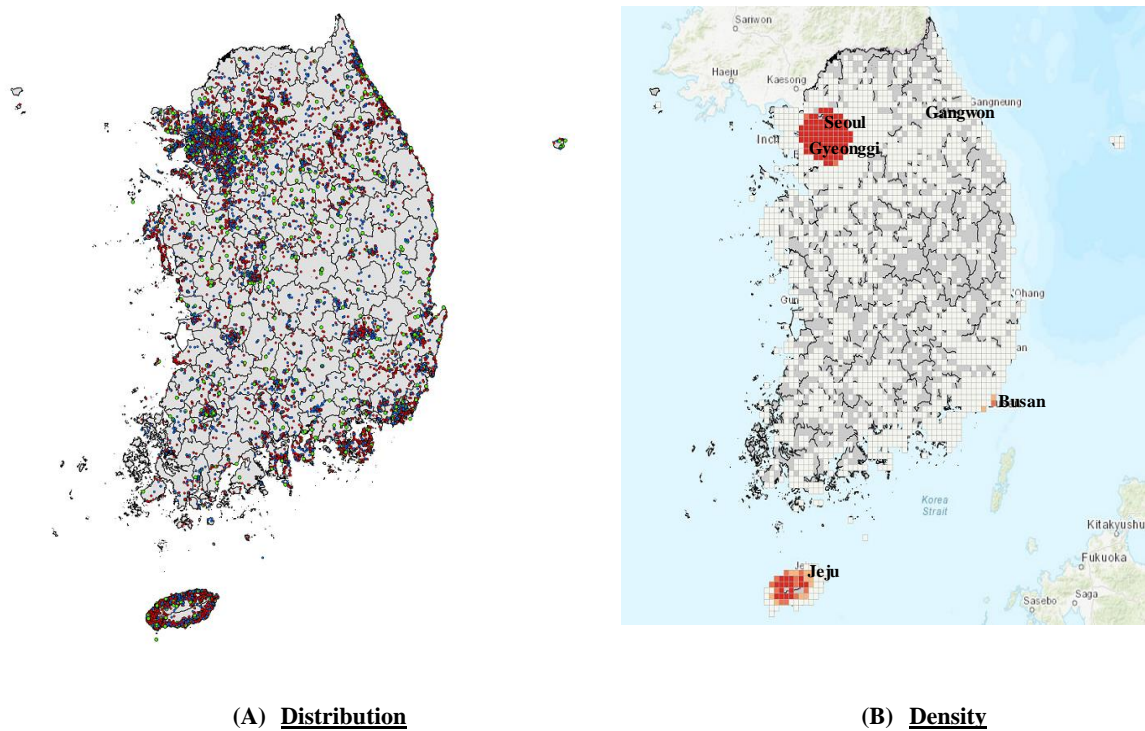 Sariwon
Haeju
Kaesong
Gangneung
Gangwon
Seoul
Inch
Gyeonggi
Gun
Ohang
an
Busan
Korea
Strait
Kitakyushu
Jeju
Fukuoka
Sasebo
Saga
(A) Distribution
(B) Density